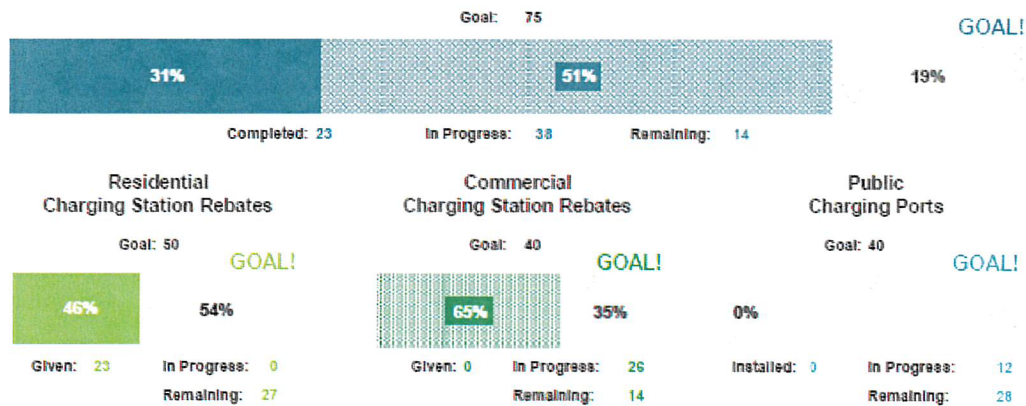 Goal: 75
GOAL!
31% 51% 19%
Completed: 23 In Progress: 38 Remaining: 14
Residential
Charging Station Rebates
Goal: 50
GOAL!
46% 54%
Given: 23 In Progress: 0
Remaining: 27
Commercial
Charging Station Rebates
Goal: 40
GOAL!
65% 35%
Given: 0 In Progress: 26
Remaining: 14
Public
Charging Ports
Goal: 40
GOAL!
0%
Installed: 0 In Progress: 12
Remaining: 28